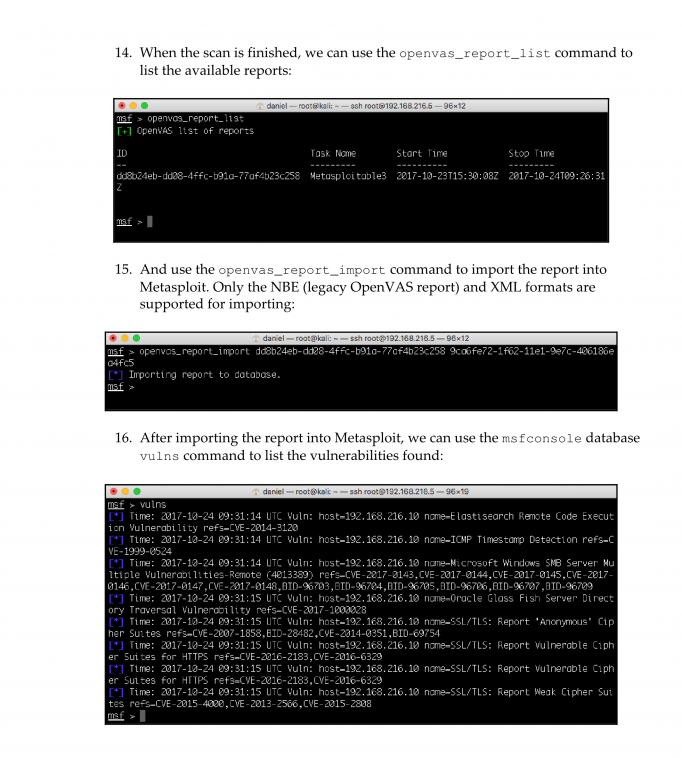 14. When the scan is finished, we can use the openvas_report_list command to
list the available reports:
daniel — root@kali: ~ — ssh root@192.168.216.5 — 96×12
msf > openvas_report_list
[+] OpenVAS list of reports
ID Task Name Start Time Stop Time
-- --------- ---------- ---------
dd8b24eb-dd08-4ffc-b91a-77af4b23c258 Metasploitable3 2017-10-23T15:30:08Z 2017-10-24T09:26:31
Z
msf >
15. And use the openvas_report_import command to import the report into
Metasploit. Only the NBE (legacy OpenVAS report) and XML formats are
supported for importing:
daniel — root@kali: ~ — ssh root@192.168.216.5 — 96×12
msf > openvas_report_import dd8b24eb-dd08-4ffc-b91a-77af4b23c258 9ca6fe72-1f62-11e1-9e7c-406186e
a4fc5
[*] Importing report to database.
msf >
16. After importing the report into Metasploit, we can use the msfconsole database
vulns command to list the vulnerabilities found:
daniel — root@kali: ~ — ssh root@192.168.216.5 — 96×19
msf > vulns
[*] Time: 2017-10-24 09:31:14 UTC Vuln: host=192.168.216.10 name=Elastisearch Remote Code Execut
ion Vulnerability refs=CVE-2014-3120
[*] Time: 2017-10-24 09:31:14 UTC Vuln: host=192.168.216.10 name=ICMP Timestamp Detection refs=C
VE-1999-0524
[*] Time: 2017-10-24 09:31:14 UTC Vuln: host=192.168.216.10 name=Microsoft Windows SMB Server Mu
ltiple Vulnerabilities-Remote (4013389) refs=CVE-2017-0143,CVE-2017-0144,CVE-2017-0145,CVE-2017-
0146,CVE-2017-0147,CVE-2017-0148,BID-96703,BID-96704,BID-96705,BID-96706,BID-96707,BID-96709
[*] Time: 2017-10-24 09:31:15 UTC Vuln: host=192.168.216.10 name=Oracle Glass Fish Server Direct
ory Traversal Vulnerability refs=CVE-2017-1000028
[*] Time: 2017-10-24 09:31:15 UTC Vuln: host=192.168.216.10 name=SSL/TLS: Report 'Anonymous' Cip
her Suites refs=CVE-2007-1858,BID-28482,CVE-2014-0351,BID-69754
[*] Time: 2017-10-24 09:31:15 UTC Vuln: host=192.168.216.10 name=SSL/TLS: Report Vulnerable Ciph
er Suites for HTTPS refs=CVE-2016-2183,CVE-2016-6329
[*] Time: 2017-10-24 09:31:15 UTC Vuln: host=192.168.216.10 name=SSL/TLS: Report Vulnerable Ciph
er Suites for HTTPS refs=CVE-2016-2183,CVE-2016-6329
[*] Time: 2017-10-24 09:31:15 UTC Vuln: host=192.168.216.10 name=SSL/TLS: Report Weak Cipher Sui
tes refs=CVE-2015-4000,CVE-2013-2566,CVE-2015-2808
msf >